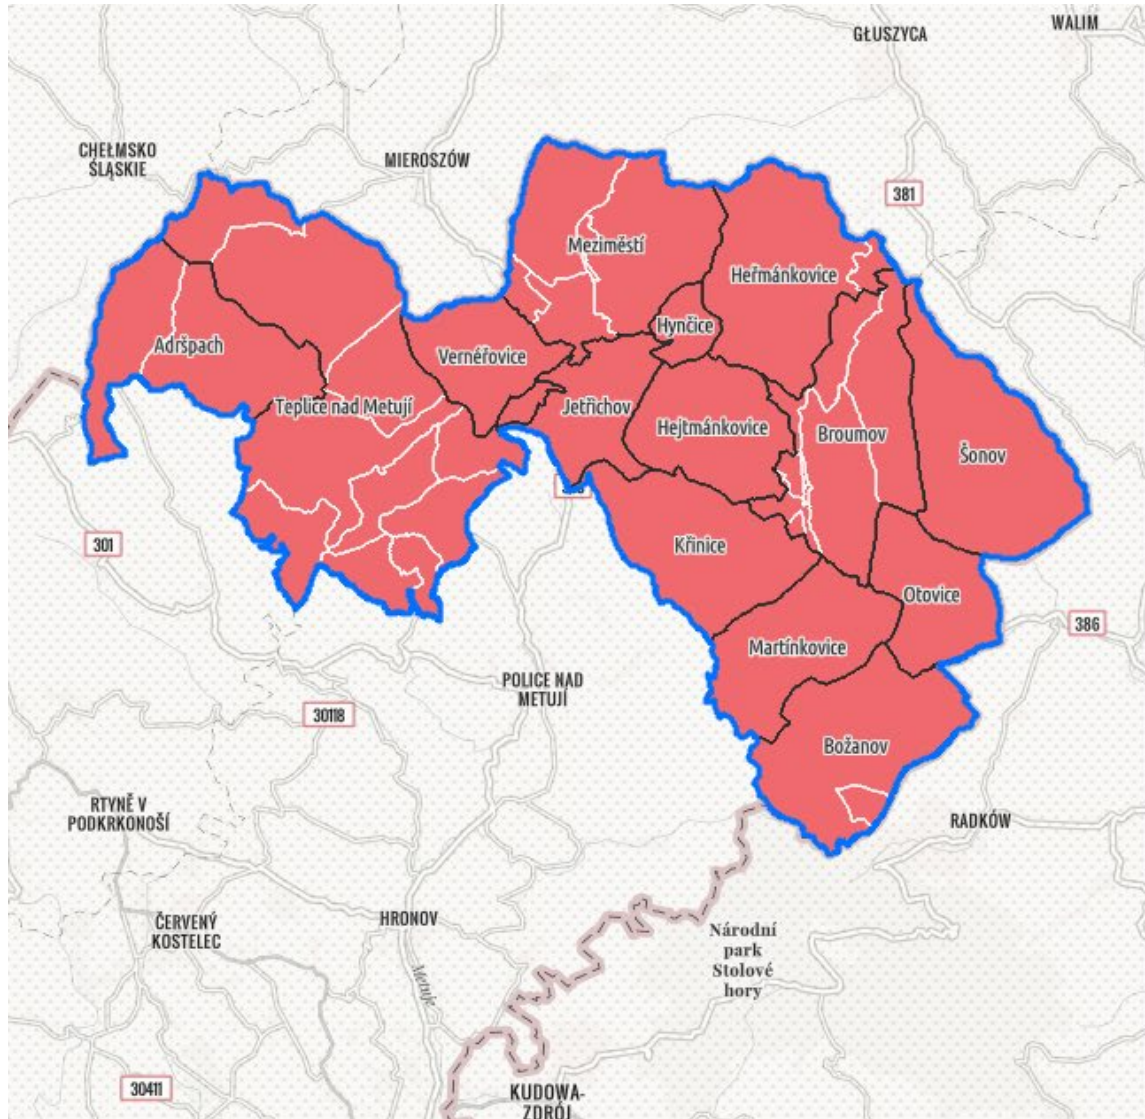 WALIM
GŁUSZYCA
CHEŁMSKO
ŚLĄSKIE
MIEROSZÓW
381
Meziměstí
Heřmánkovice
Hynčice
Adršpach
Vernéřovice
Teplice nad Metují
Jetřichov
Hejtmánkovice
Broumov
Šonov
301
Křinice
Otovice
386
Martínkovice
POLICE NAD
METUJÍ
30118
Božanov
RTYNĚ V
PODKRKONOŠÍ
RADKÓW
ČERVENÝ
KOSTELEC
HRONOV
Národní
park
Stolové
hory
Metuje
30411
KUDOWA-
ZDRÓJ